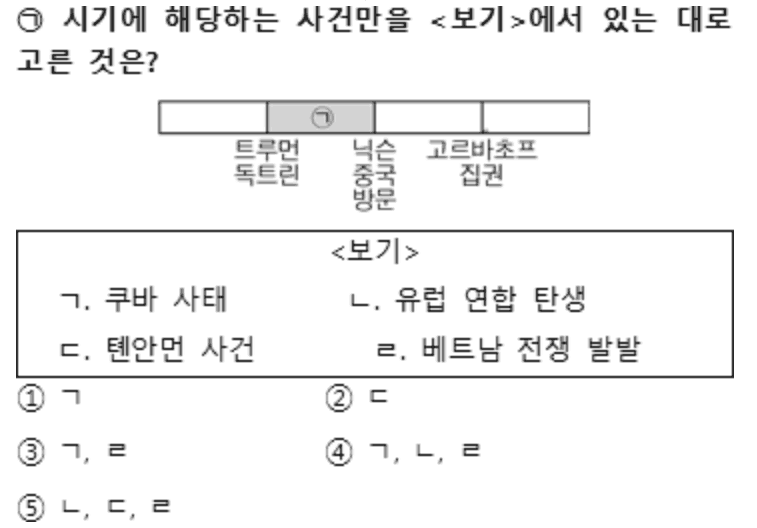 ㉠ 시기에 해당하는 사건만을 <보기>에서 있는 대로
고른 것은?
㉠
트루먼 닉슨 고르바초프
독트린 중국 집권
방문
<보기>
ㄱ. 쿠바 사태 ㄴ. 유럽 연합 탄생
ㄷ. 톈안먼 사건 ㄹ. 베트남 전쟁 발발
① ㄱ ② ㄷ
③ ㄱ, ㄹ ④ ㄱ, ㄴ, ㄹ
⑤ ㄴ, ㄷ, ㄹ